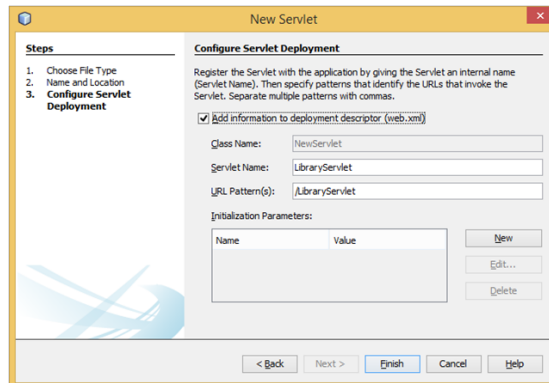 New Servlet
Steps
1. Choose File Type
2. Name and Location
3. Configure Servlet
Deployment
Configure Servlet Deployment
Register the Servlet with the application by giving the Servlet an internal name
(Servlet Name). Then specify patterns that identify the URLs that invoke the
Servlet. Separate multiple patterns with commas.
Add information to deployment descriptor (web.xml)
Class Name: NewServlet
Servlet Name: LibraryServlet
URL Pattern(s): /LibraryServlet
Initialization Parameters:
Name Value
New
Edit...
Delete
< Back Next > Finish Cancel Help